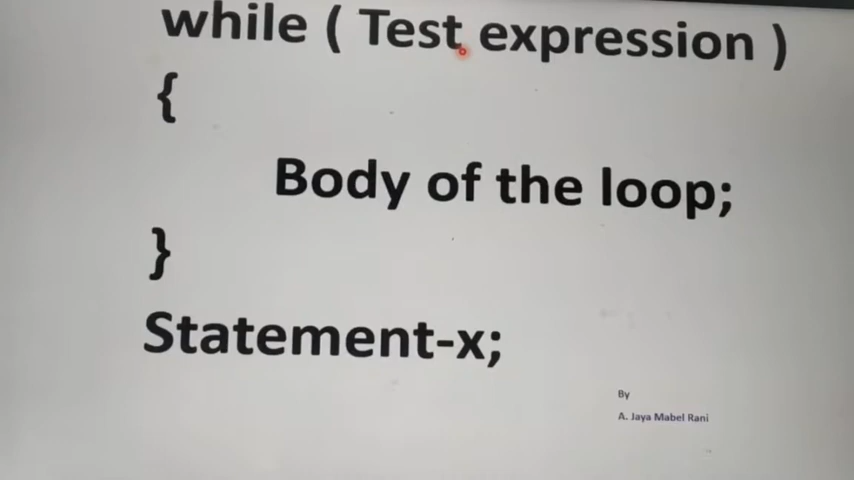 while ( Test expression )
{
Body of the loop;
}
Statement-x;
By
A. Jaya Mabel Rani